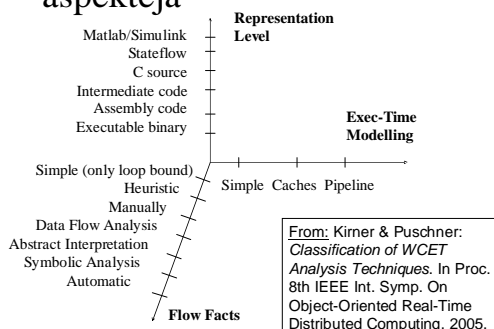 aspekteja
Representation
Level
Matlab/Simulink
Stateflow
C source
Intermediate code
Assembly code
Executable binary
Exec-Time
Modelling
Simple Caches Pipeline
Simple (only loop bound)
Heuristic
Manually
Data Flow Analysis
Abstract Interpretation
Symbolic Analysis
Automatic
Flow Facts
From: Kirner & Puschner:
Classification of WCET
Analysis Techniques. In Proc.
8th IEEE Int. Symp. On
Object-Oriented Real-Time
Distributed Computing, 2005.